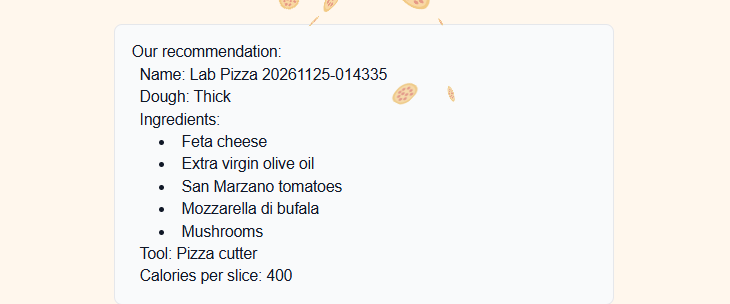 Our recommendation:
Name: Lab Pizza 20261125-014335
Dough: Thick
Ingredients:
• Feta cheese
• Extra virgin olive oil
• San Marzano tomatoes
• Mozzarella di bufala
• Mushrooms
Tool: Pizza cutter
Calories per slice: 400